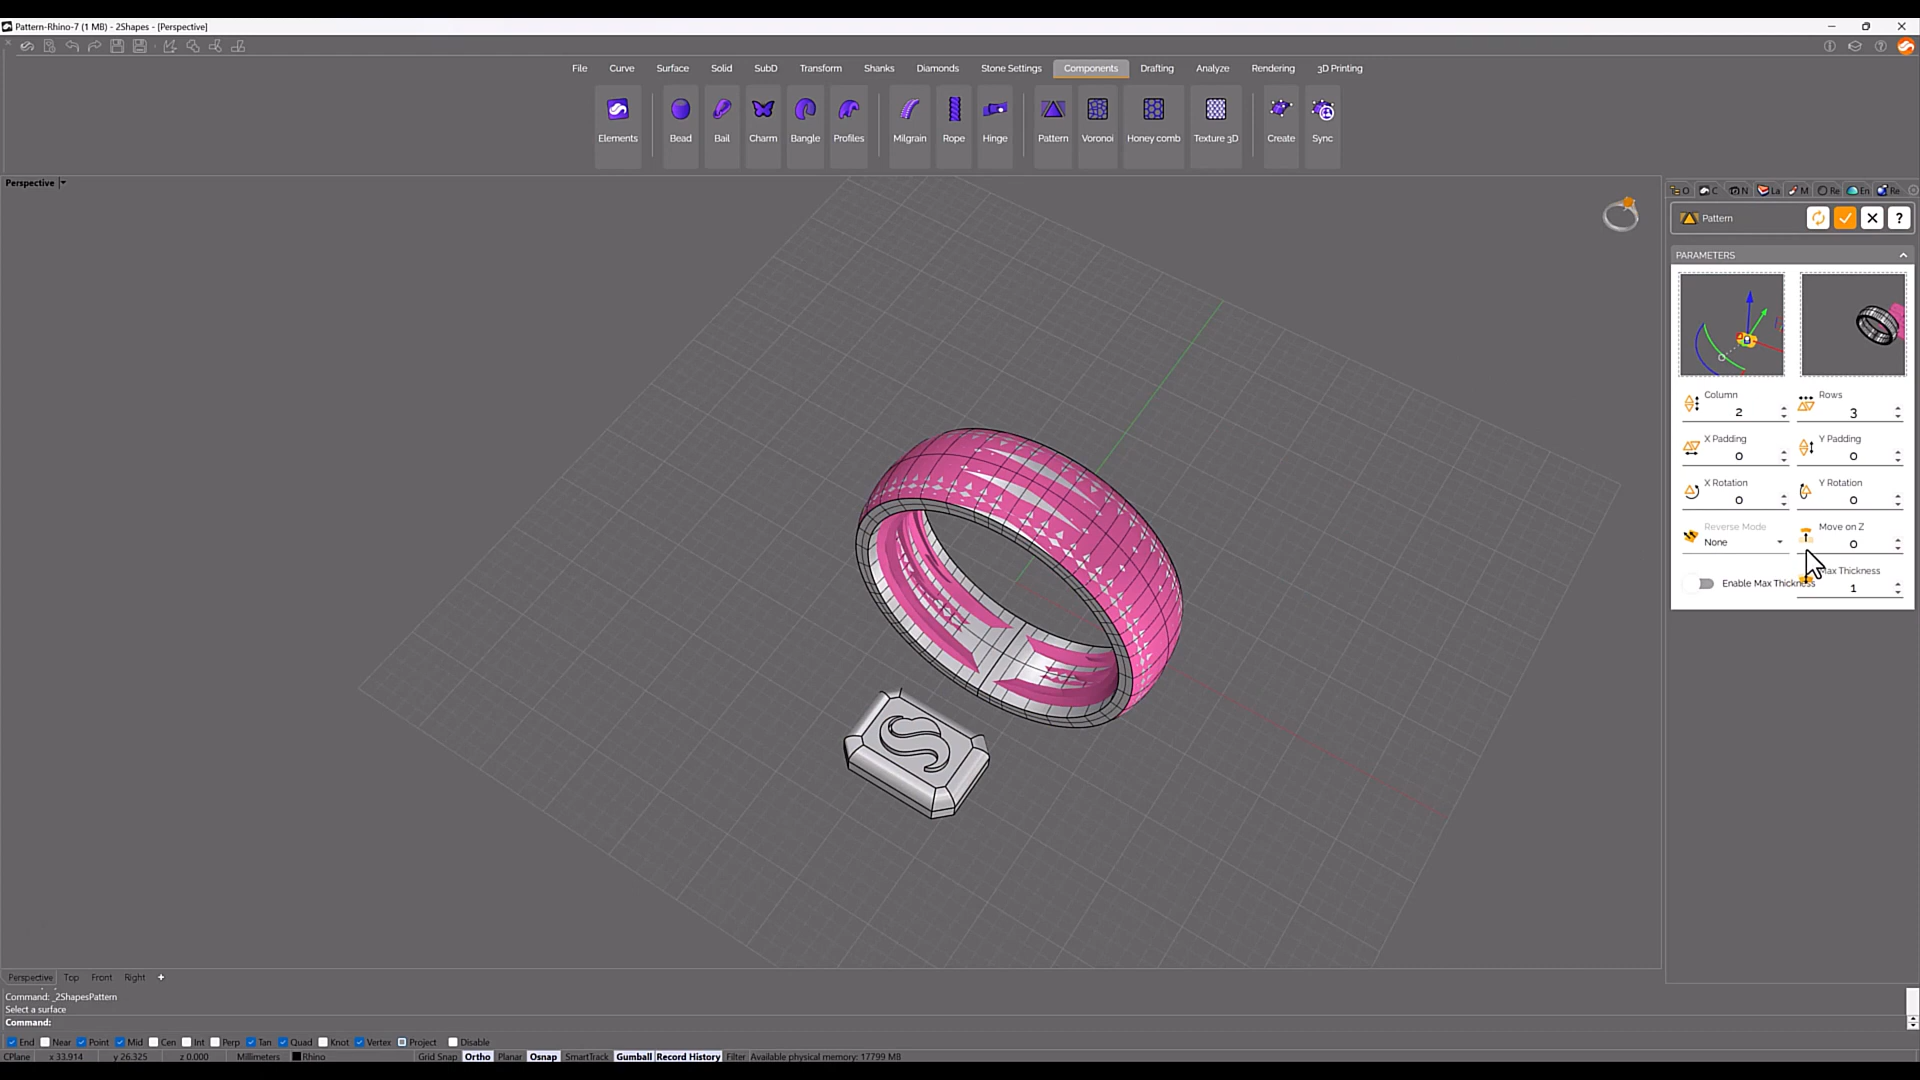 Pattern-Rhino-7 (1 MB) - 2Shapes - [Perspective]
File Curve Surface Solid SubD Transform Shanks Diamonds Stone Settings Components Drafting Analyze Rendering 3D Printing
Elements Bead Bail Charm Bangle Profiles Milgrain Rope Hinge Pattern Voronoi Honey comb Texture 3D Create Sync
Perspective
O C N La M Re En Re
Pattern ?
PARAMETERS
Column Rows
2 3
X Padding Y Padding
0 0
X Rotation Y Rotation
0 0
Reverse Mode Move on Z
None 0
Enable Max Thickness Max Thickness
1
Perspective Top Front Right
Command: _2ShapesPattern
Select a surface
Command:
End Near Point Mid Cen Int Perp Tan Quad Knot Vertex Project Disable
CPlane x 33.914 y 26.325 z 0.000 Millimeters Rhino Grid Snap Ortho Planar Osnap SmartTrack Gumball Record History Filter Available physical memory: 17799 MB